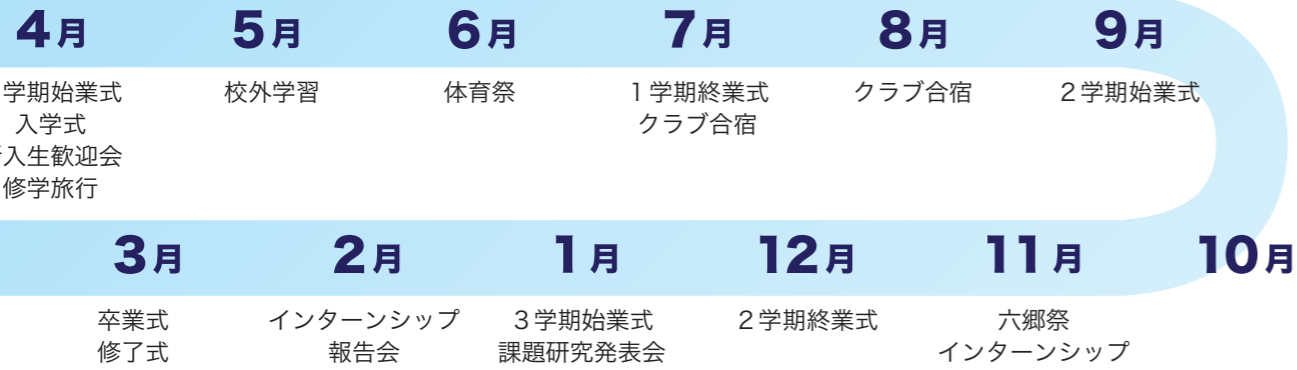 4月
学期始業式
入学式
入生歓迎会
修学旅行
5月
校外学習
6月
体育祭
7月
1学期終業式
クラブ合宿
8月
クラブ合宿
9月
2学期始業式
10月
11月
六郷祭
インターンシップ
12月
2学期終業式
1月
3学期始業式
課題研究発表会
2月
インターンシップ
報告会
3月
卒業式
修了式